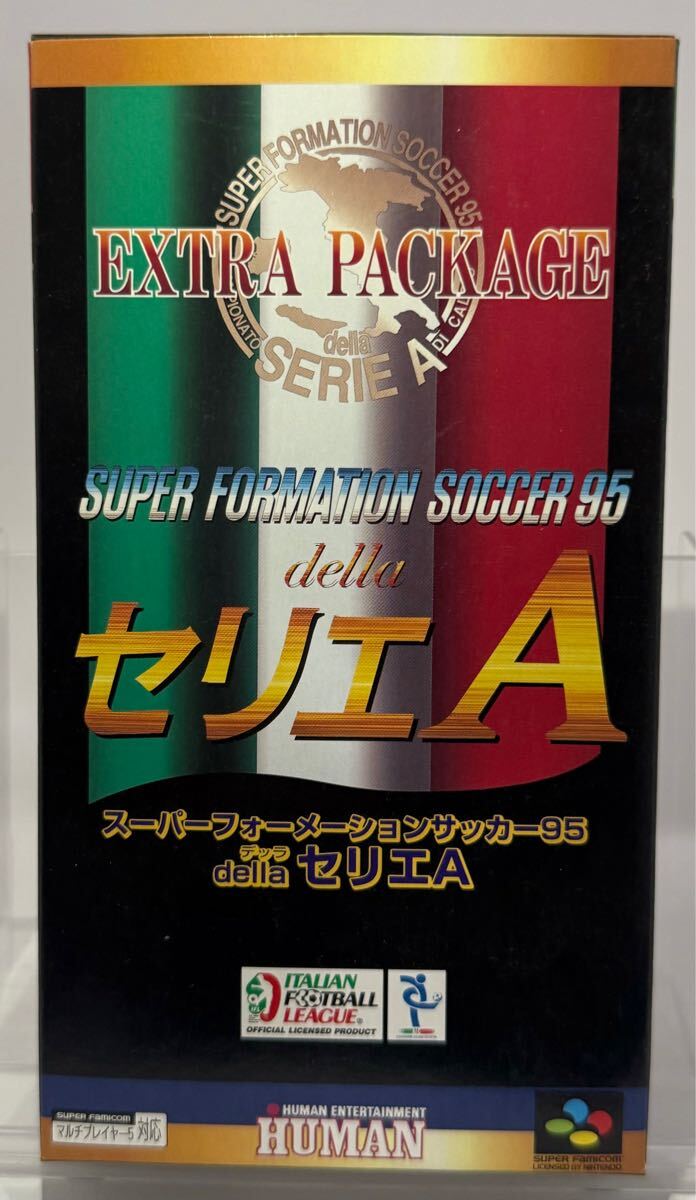 SUPER FORMATION SOCCER 95
EXTRA PACKAGE
DI
della
SERIE A
SUPER FORMATION SOCCER 95
della
セリエA
スーパーフォーメーションサッカー95
デッラ
della セリエA
ITALIAN
FOOTBALL
LEAGUE®
OFFICIAL LICENSED PRODUCT
SUPER FAMICOM
マルチプレイヤー5 対応
HUMAN ENTERTAINMENT
HUMAN
SUPER FAMICOM
LICENSED BY NINTENDO